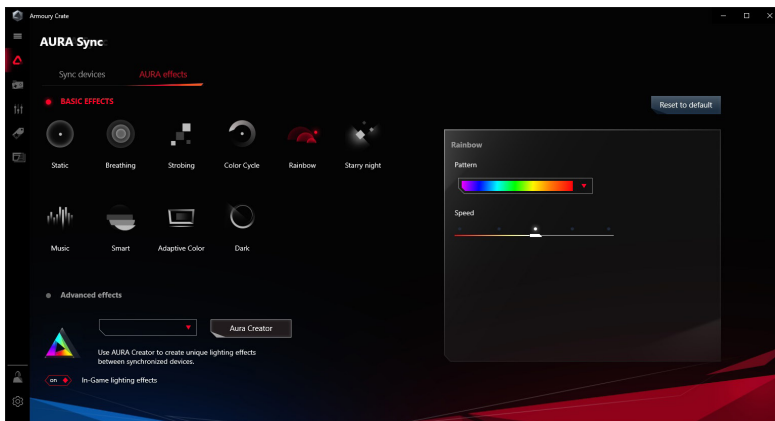 Armoury Crate
AURA Sync
Sync devices
AURA effects
BASIC EFFECTS
Reset to default
Static
Breathing
Strobing
Color Cycle
Rainbow
Starry night
Music
Smart
Adaptive Color
Dark
Rainbow
Pattern
Speed
Advanced effects
Aura Creator
Use AURA Creator to create unique lighting effects
between synchronized devices.
on
In-Game lighting effects